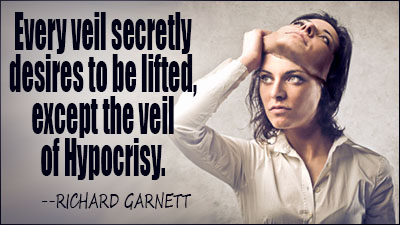 Every veil secretly
desires to be lifted,
except the veil
of Hypocrisy.
--RICHARD GARNETT